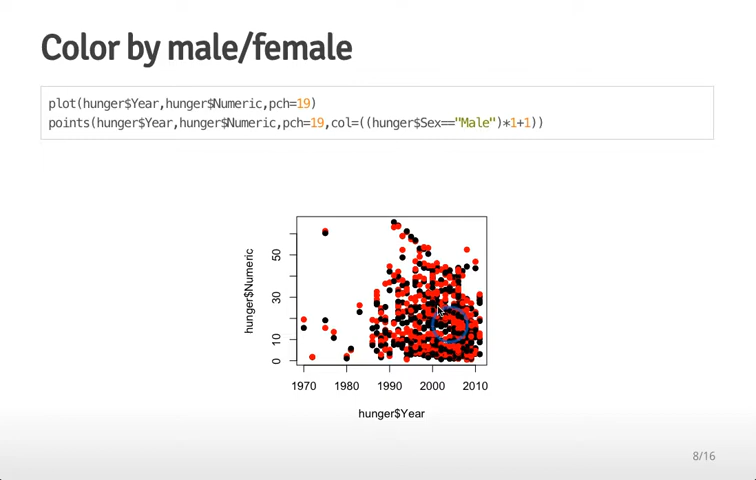 Color by male/female
plot(hunger$Year,hunger$Numeric,pch=19)
points(hunger$Year,hunger$Numeric,pch=19,col=((hunger$Sex=="Male")*1+1))
hunger$Numeric
50
30
10
0
1970 1980 1990 2000 2010
hunger$Year
8/16